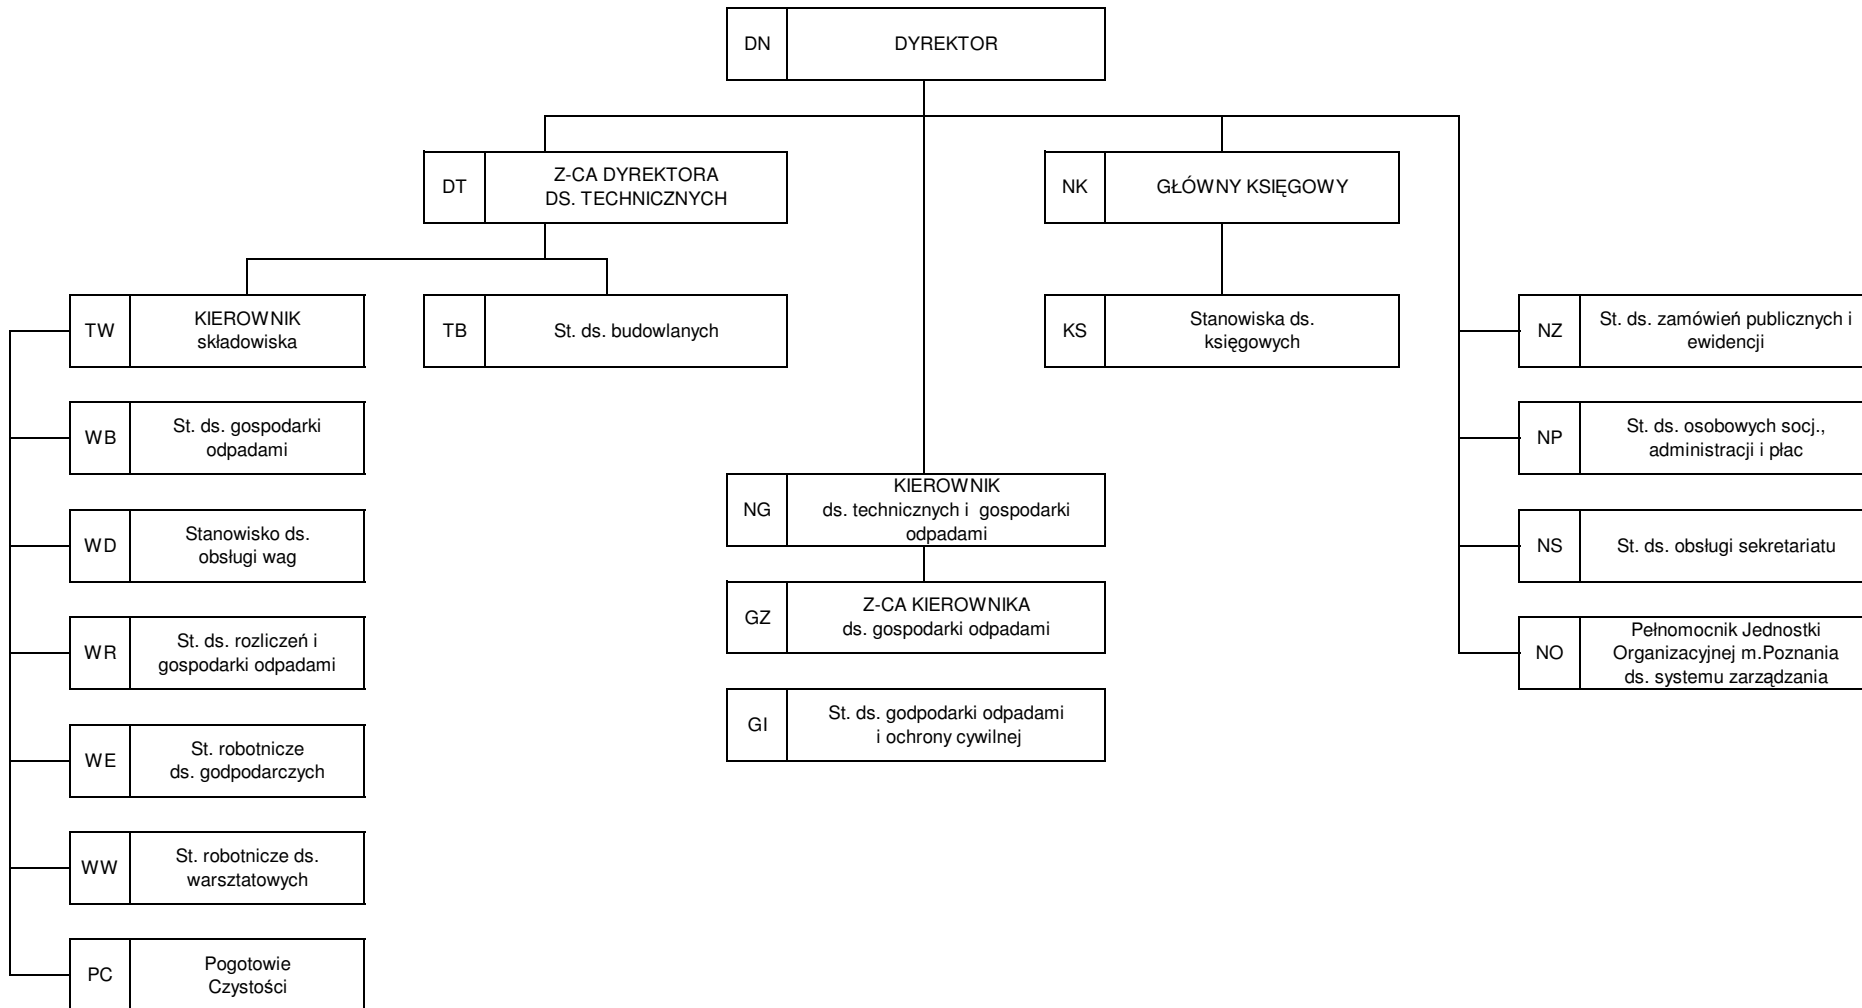 DN
DYREKTOR
DT
Z-CA DYREKTORA
DS. TECHNICZNYCH
NK
GŁÓWNY KSIĘGOWY
TW
KIEROWNIK
składowiska
TB
St. ds. budowlanych
KS
Stanowiska ds.
księgowych
NZ
St. ds. zamówień publicznych i
ewidencji
WB
St. ds. gospodarki
odpadami
NP
St. ds. osobowych socj.,
administracji i płac
NG
KIEROWNIK
ds. technicznych i gospodarki
odpadami
WD
Stanowisko ds.
obsługi wag
NS
St. ds. obsługi sekretariatu
GZ
Z-CA KIEROWNIKA
ds. gospodarki odpadami
WR
St. ds. rozliczeń i
gospodarki odpadami
NO
Pełnomocnik Jednostki
Organizacyjnej m.Poznania
ds. systemu zarządzania
GI
St. ds. godpodarki odpadami
i ochrony cywilnej
WE
St. robotnicze
ds. godpodarczych
WW
St. robotnicze ds.
warsztatowych
PC
Pogotowie
Czystości